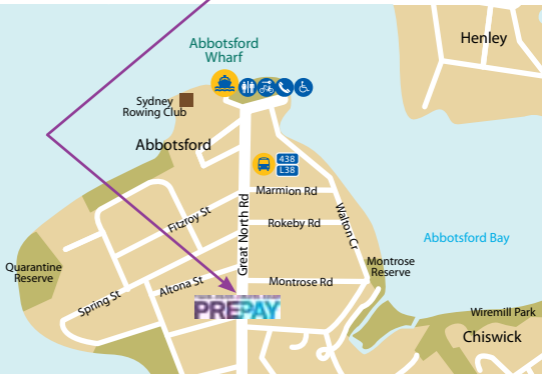 Henley
Abbotsford
Wharf
Sydney
Rowing Club
Abbotsford
438
L38
Marmion Rd
Fitzroy St
Great North Rd
Rokeby Rd
Walton Cr
Abbotsford Bay
Quarantine
Reserve
Montrose
Reserve
Spring St
Altona St
Montrose Rd
PREPAY
Wiremill Park
Chiswick